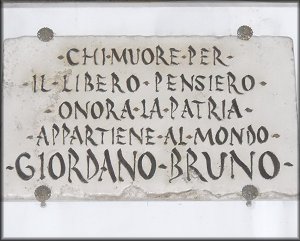 ·CHI·MUORE·PER·
·IL·LIBERO·PENSIERO·
·ONORA·LA·PATRIA·
·APPARTIENE·AL·MONDO·
·GIORDANO·BRUNO·